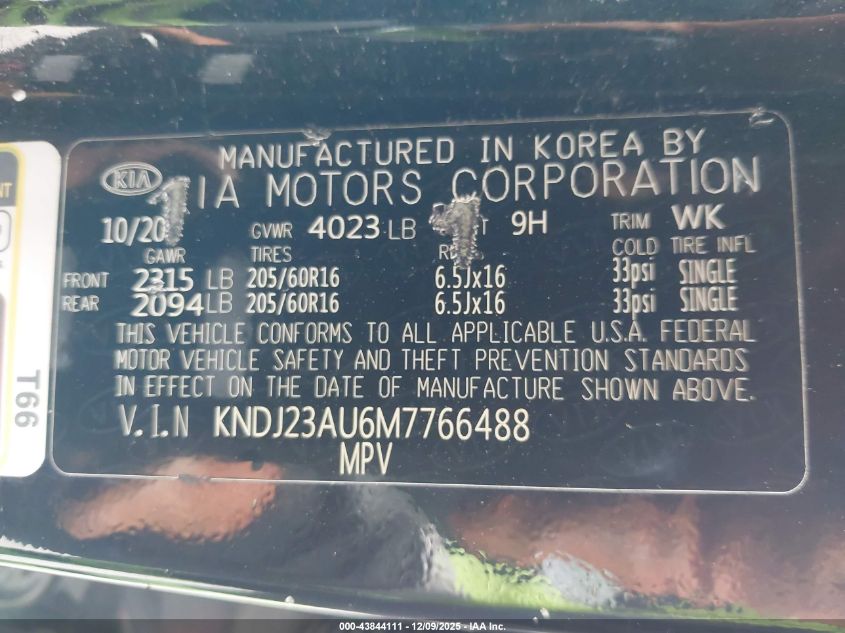 MANUFACTURED IN KOREA BY
KIA
IA MOTORS CORPORATION
10/20 GVWR 4023 LB 9H TRIM WK
GAWR TIRES COLD TIRE INFL
FRONT 2315 LB 205/60R16 6.5Jx16 33psi SINGLE
REAR 2094 LB 205/60R16 6.5Jx16 33psi SINGLE
THIS VEHICLE CONFORMS TO ALL APPLICABLE U.S.A. FEDERAL
MOTOR VEHICLE SAFETY AND THEFT PREVENTION STANDARDS
IN EFFECT ON THE DATE OF MANUFACTURE SHOWN ABOVE.
V.I.N KNDJ23AU6M7766488
MPV
T66
000-43844111 - 12/09/2025 - IAA Inc.